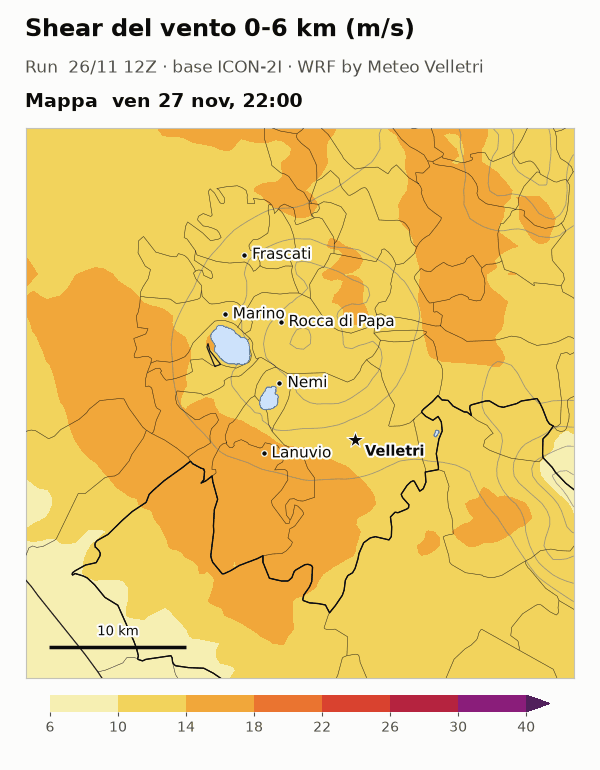 Shear del vento 0-6 km (m/s)
Run  26/11 12Z · base ICON-2I · WRF by Meteo Velletri
Mappa  ven 27 nov, 22:00
Frascati
Marino
Rocca di Papa
Nemi
Velletri
Lanuvio
10 km
6 10 14 18 22 26 30 40